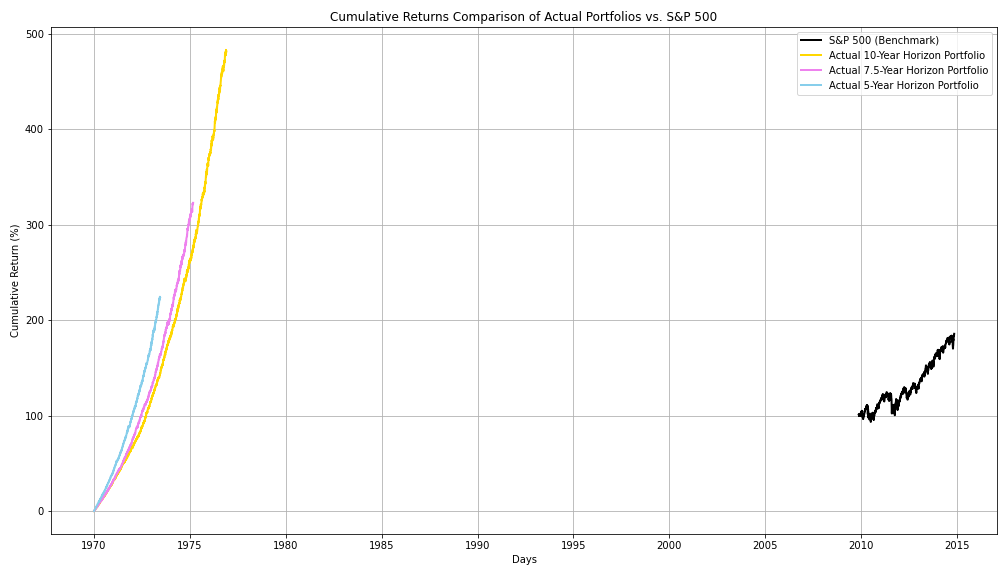 Cumulative Returns Comparison of Actual Portfolios vs. S&P 500
S&P 500 (Benchmark)
Actual 10-Year Horizon Portfolio
Actual 7.5-Year Horizon Portfolio
Actual 5-Year Horizon Portfolio
Cumulative Return (%)
500
400
300
200
100
0
1970 1975 1980 1985 1990 1995 2000 2005 2010 2015
Days